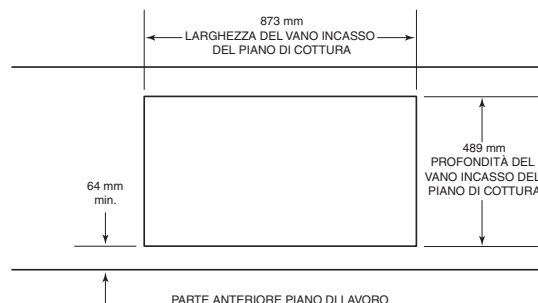 873 mm
LARGHEZZA DEL VANO INCASSO
DEL PIANO DI COTTURA
489 mm
PROFONDITÀ DEL
VANO INCASSO DEL
PIANO DI COTTURA
64 mm
min.
PARTE ANTERIORE PIANO DI LAVORO